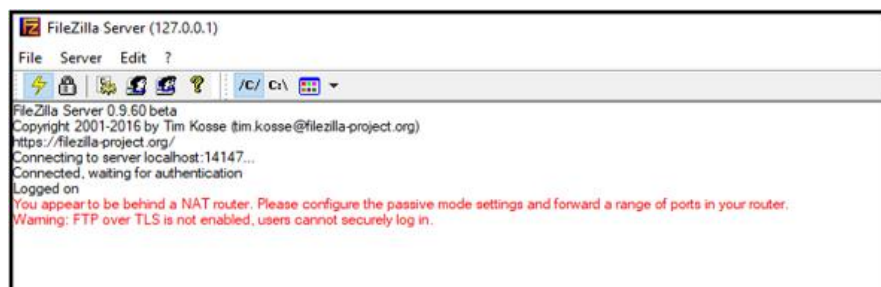 FileZilla Server (127.0.0.1)
File Server Edit ?
/C/ C:\
FileZilla Server 0.9.60 beta
Copyright 2001-2016 by Tim Kosse (tim.kosse@filezilla-project.org)
https://filezilla-project.org/
Connecting to server localhost:14147...
Connected, waiting for authentication
Logged on
You appear to be behind a NAT router. Please configure the passive mode settings and forward a range of ports in your router.
Warning: FTP over TLS is not enabled, users cannot securely log in.